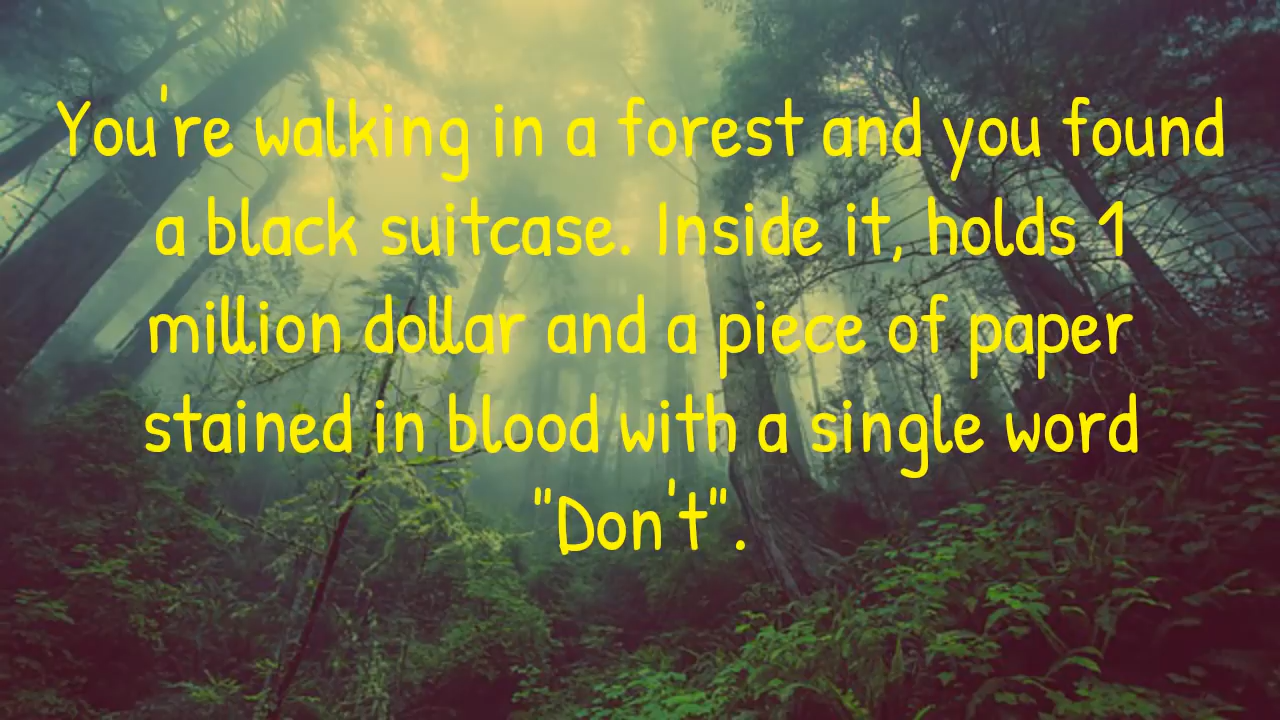 You're walking in a forest and you found
a black suitcase. Inside it, holds 1
million dollar and a piece of paper
stained in blood with a single word
"Don't".